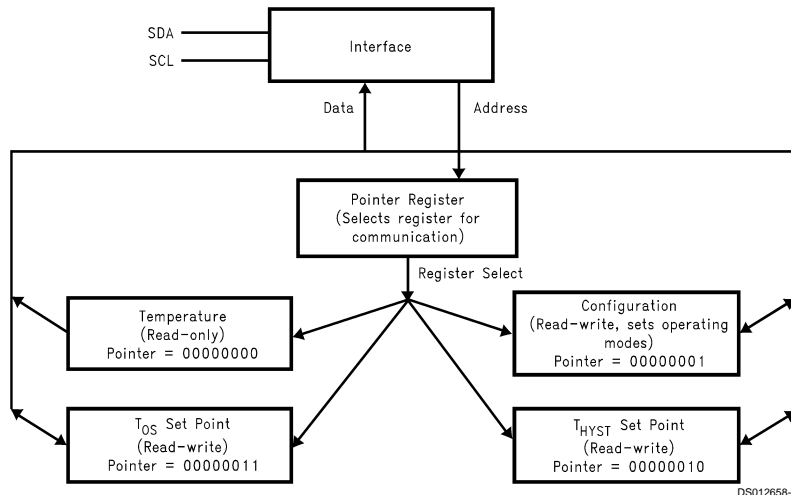 SDA
SCL
Interface
Data
Address
Pointer Register
(Selects register for
communication)
Register Select
Temperature
(Read-only)
Pointer = 00000000
Configuration
(Read-write, sets operating
modes)
Pointer = 00000001
TOS Set Point
(Read-write)
Pointer = 00000011
THYST Set Point
(Read-write)
Pointer = 00000010
DS012658-